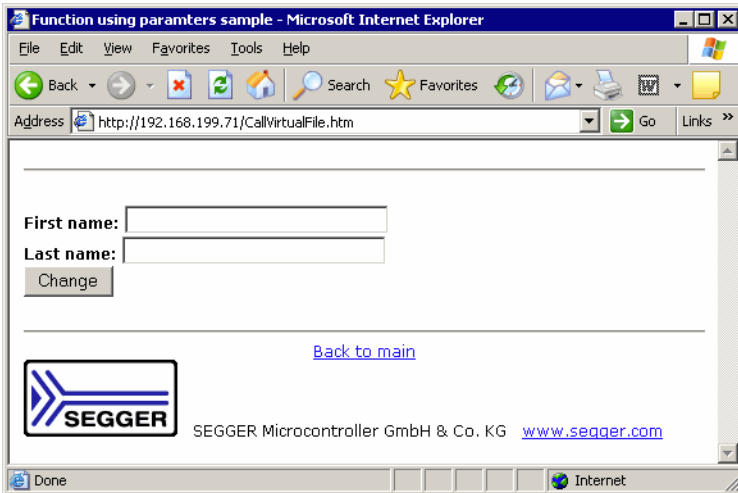 Function using paramters sample - Microsoft Internet Explorer
File Edit View Favorites Tools Help
Back Search Favorites W
Address http://192.168.199.71/CallVirtualFile.htm Go Links »
First name:
Last name:
Change
Back to main
SEGGER
SEGGER Microcontroller GmbH & Co. KG www.segger.com
Done Internet